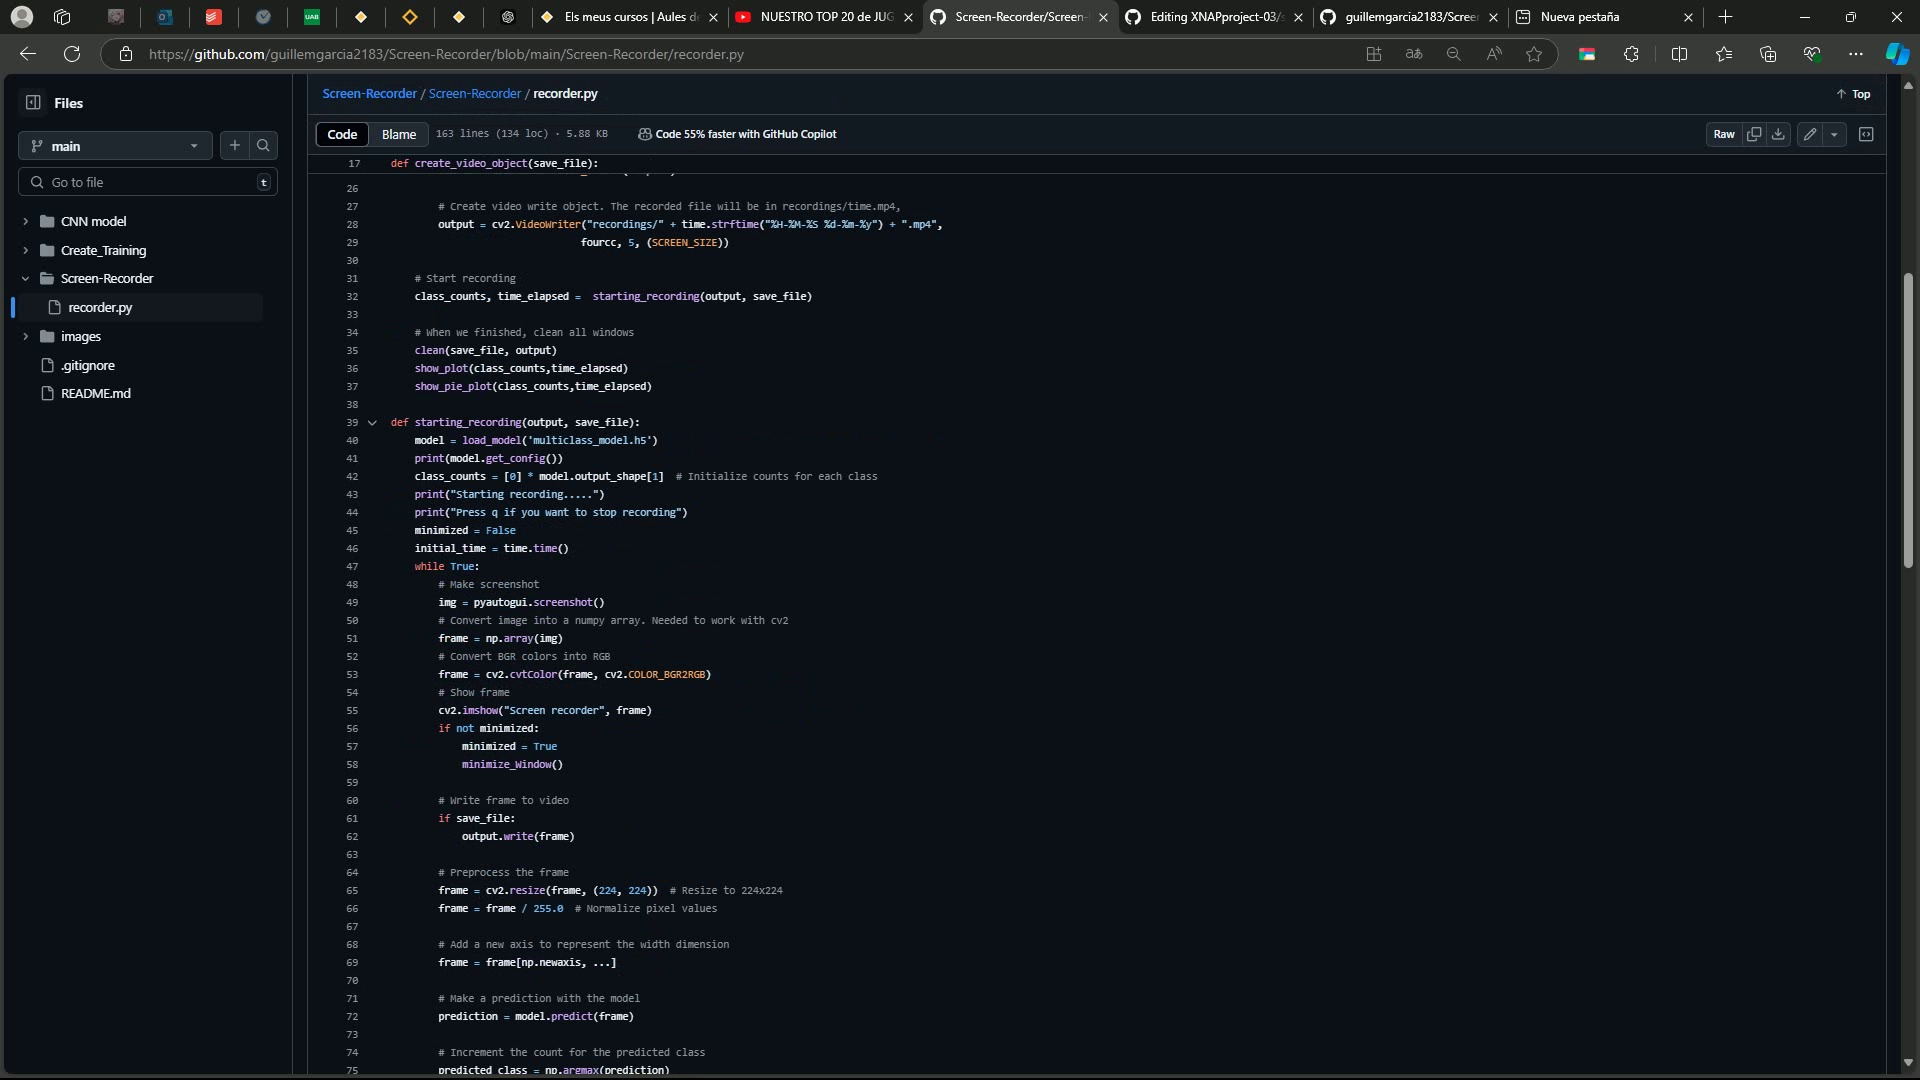 UAB
Els meus cursos | Aules d
NUESTRO TOP 20 de JUG
Screen-Recorder/Screen-
Editing XNAPproject-03/s
guillemgarcia2183/Scree
Nueva pestaña
https://github.com/guillemgarcia2183/Screen-Recorder/blob/main/Screen-Recorder/recorder.py
Files
main
Go to file
t
CNN model
Create_Training
Screen-Recorder
recorder.py
images
.gitignore
README.md
Screen-Recorder / Screen-Recorder / recorder.py
Top
Code
Blame
163 lines (134 loc) · 5.88 KB
Code 55% faster with GitHub Copilot
Raw
17 def create_video_object(save_file):
26
27 # Create video write object. The recorded file will be in recordings/time.mp4,
28 output = cv2.VideoWriter("recordings/" + time.strftime("%H-%M-%S %d-%m-%y") + ".mp4",
29 fourcc, 5, (SCREEN_SIZE))
30
31 # Start recording
32 class_counts, time_elapsed =  starting_recording(output, save_file)
33
34 # When we finished, clean all windows
35 clean(save_file, output)
36 show_plot(class_counts,time_elapsed)
37 show_pie_plot(class_counts,time_elapsed)
38
39 def starting_recording(output, save_file):
40 model = load_model('multiclass_model.h5')
41 print(model.get_config())
42 class_counts = [0] * model.output_shape[1]  # Initialize counts for each class
43 print("Starting recording.....")
44 print("Press q if you want to stop recording")
45 minimized = False
46 initial_time = time.time()
47 while True:
48 # Make screenshot
49 img = pyautogui.screenshot()
50 # Convert image into a numpy array. Needed to work with cv2
51 frame = np.array(img)
52 # Convert BGR colors into RGB
53 frame = cv2.cvtColor(frame, cv2.COLOR_BGR2RGB)
54 # Show frame
55 cv2.imshow("Screen recorder", frame)
56 if not minimized:
57 minimized = True
58 minimize_Window()
59
60 # Write frame to video
61 if save_file:
62 output.write(frame)
63
64 # Preprocess the frame
65 frame = cv2.resize(frame, (224, 224))  # Resize to 224x224
66 frame = frame / 255.0  # Normalize pixel values
67
68 # Add a new axis to represent the width dimension
69 frame = frame[np.newaxis, ...]
70
71 # Make a prediction with the model
72 prediction = model.predict(frame)
73
74 # Increment the count for the predicted class
75 predicted_class = np.argmax(prediction)